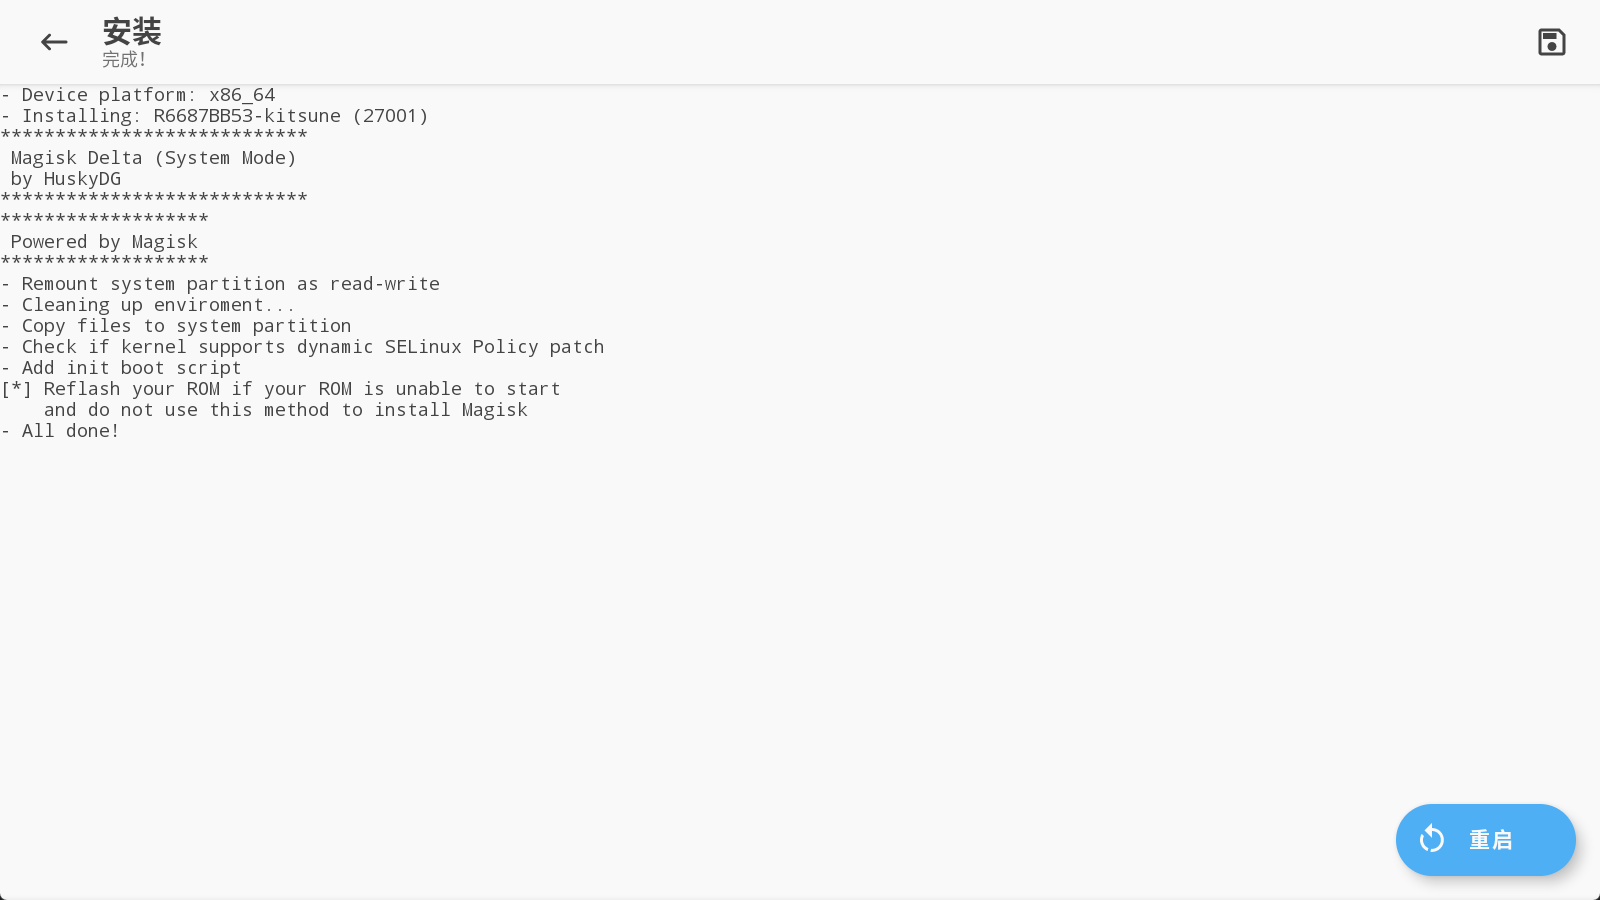 安装
完成！
- Device platform: x86_64
- Installing: R6687BB53-kitsune (27001)
****************************
 Magisk Delta (System Mode)
 by HuskyDG
****************************
*******************
 Powered by Magisk
*******************
- Remount system partition as read-write
- Cleaning up enviroment...
- Copy files to system partition
- Check if kernel supports dynamic SELinux Policy patch
- Add init boot script
[*] Reflash your ROM if your ROM is unable to start
    and do not use this method to install Magisk
- All done!
重启